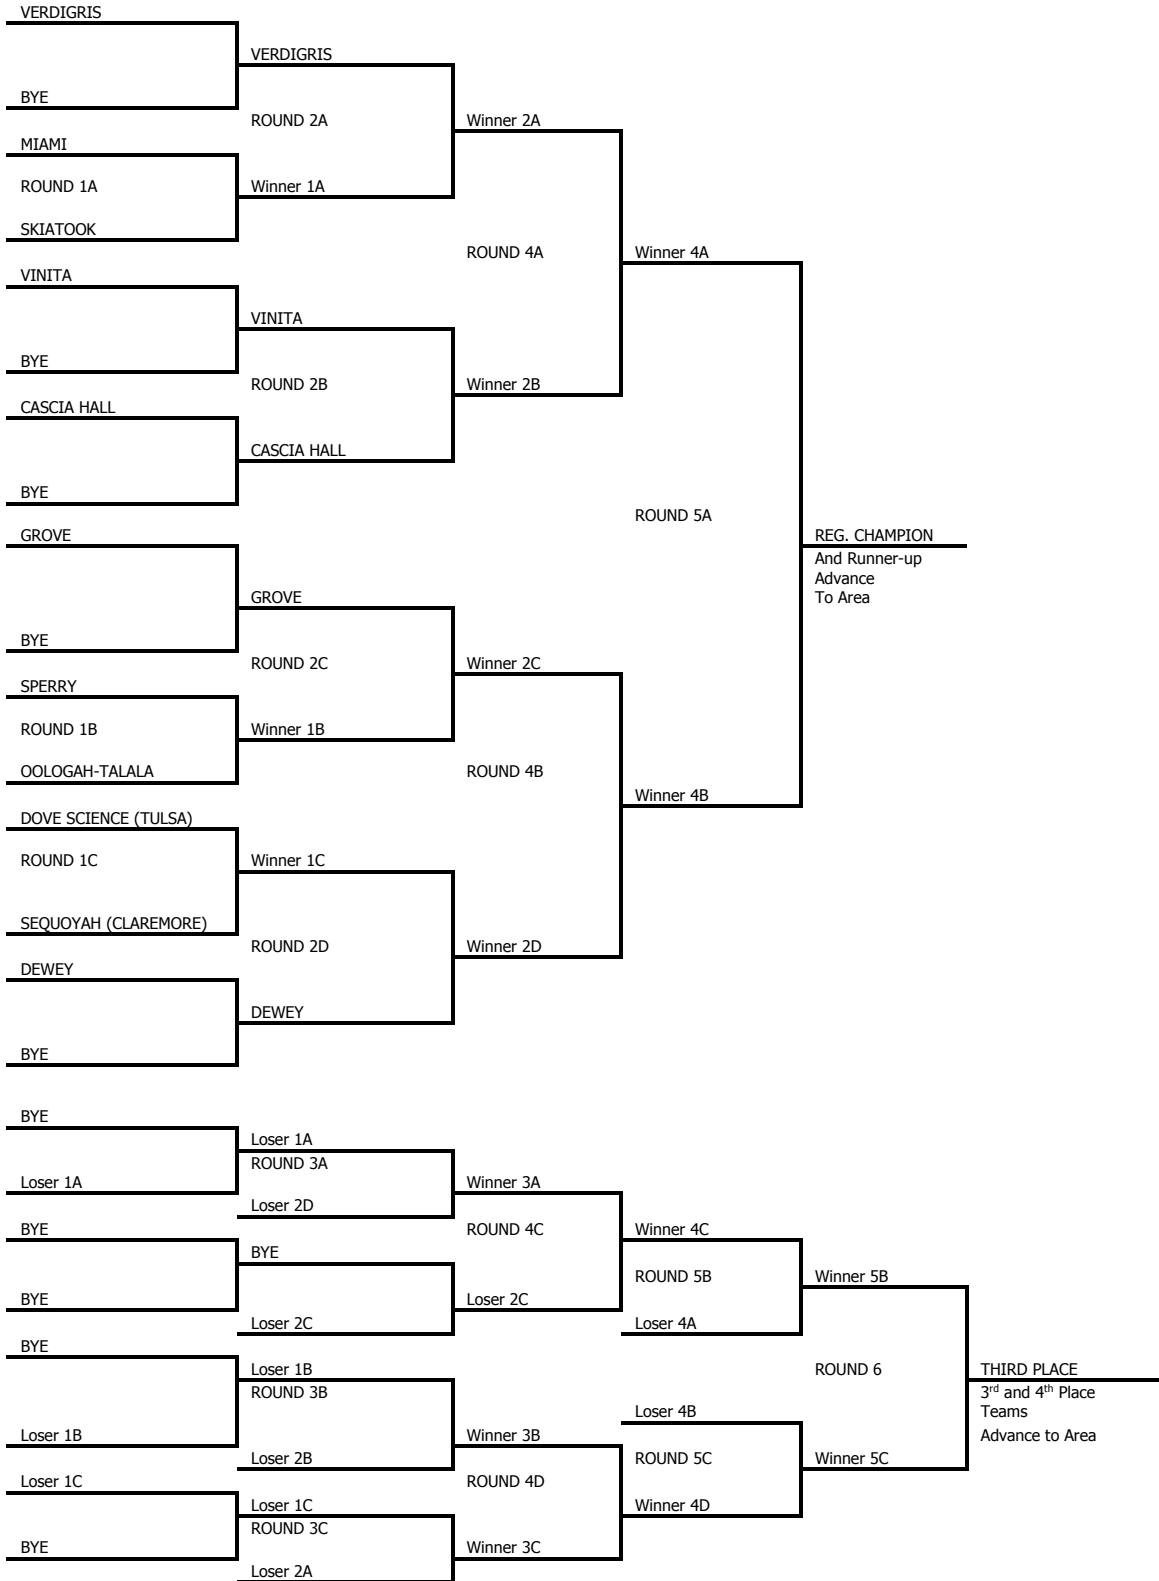 VERDIGRIS
VERDIGRIS
BYE
ROUND 2A
Winner 2A
MIAMI
ROUND 1A
Winner 1A
SKIATOOK
ROUND 4A
Winner 4A
VINITA
VINITA
BYE
ROUND 2B
Winner 2B
CASCIA HALL
CASCIA HALL
BYE
ROUND 5A
GROVE
REG. CHAMPION
And Runner-up
Advance
To Area
GROVE
BYE
ROUND 2C
Winner 2C
SPERRY
ROUND 1B
Winner 1B
OOLOGAH-TALALA
ROUND 4B
Winner 4B
DOVE SCIENCE (TULSA)
ROUND 1C
Winner 1C
SEQUOYAH (CLAREMORE)
ROUND 2D
Winner 2D
DEWEY
DEWEY
BYE
BYE
Loser 1A
ROUND 3A
Loser 1A
Winner 3A
Loser 2D
BYE
ROUND 4C
Winner 4C
BYE
ROUND 5B
Winner 5B
BYE
Loser 2C
Loser 2C
Loser 4A
BYE
Loser 1B
ROUND 6
THIRD PLACE
ROUND 3B
3rd and 4th Place
Teams
Advance to Area
Loser 4B
Loser 1B
Winner 3B
Loser 2B
ROUND 5C
Winner 5C
Loser 1C
ROUND 4D
Loser 1C
Winner 4D
ROUND 3C
BYE
Winner 3C
Loser 2A